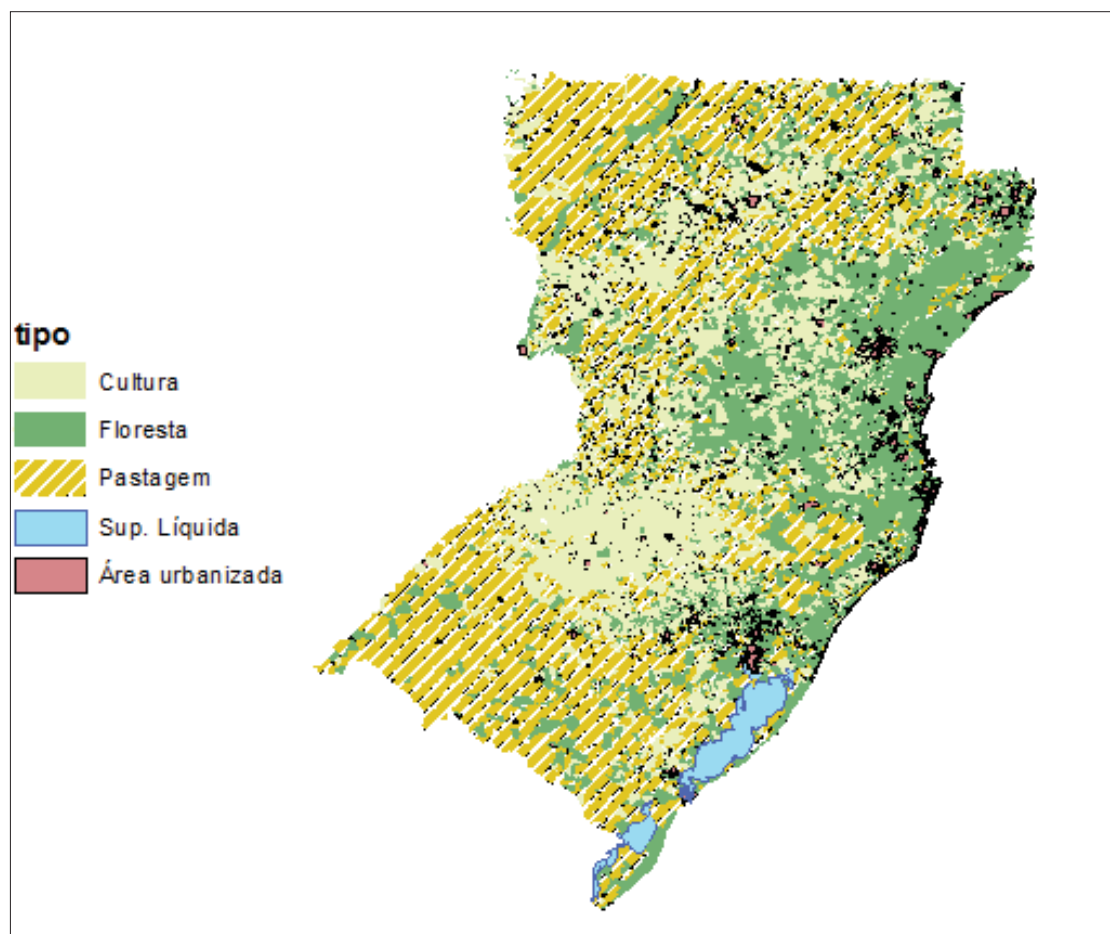 tipo
Cultura
Floresta
Pastagem
Sup. Líquida
Área urbanizada